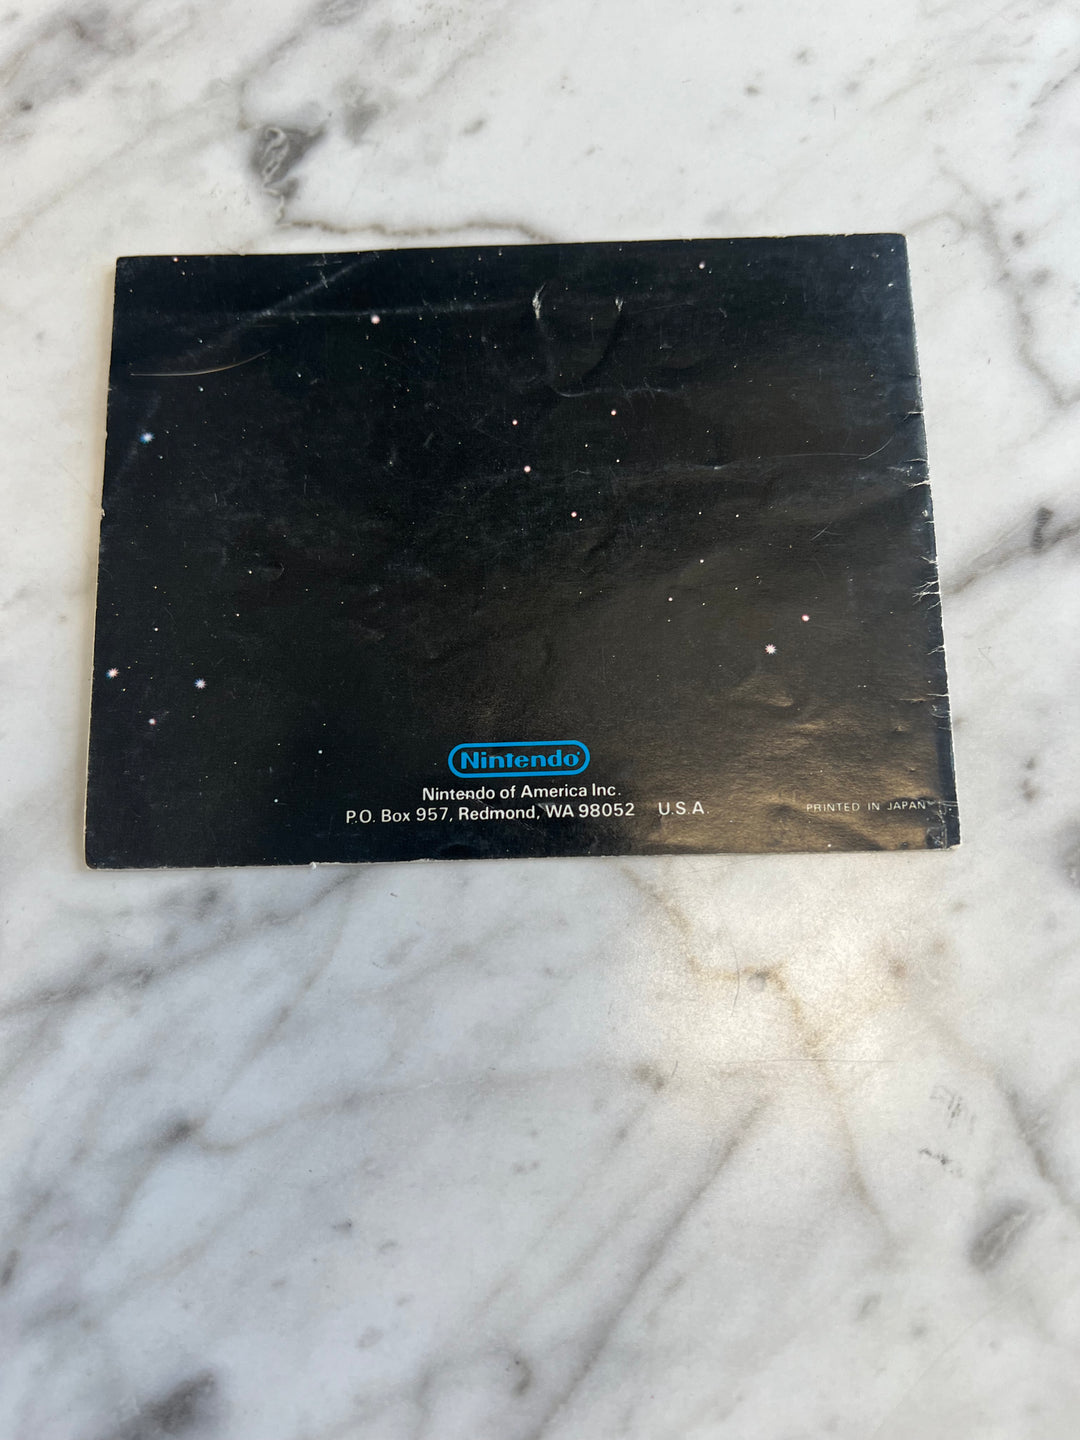 Nintendo
Nintendo of America Inc.
P.O. Box 957, Redmond, WA 98052 U.S.A.
PRINTED IN JAPAN